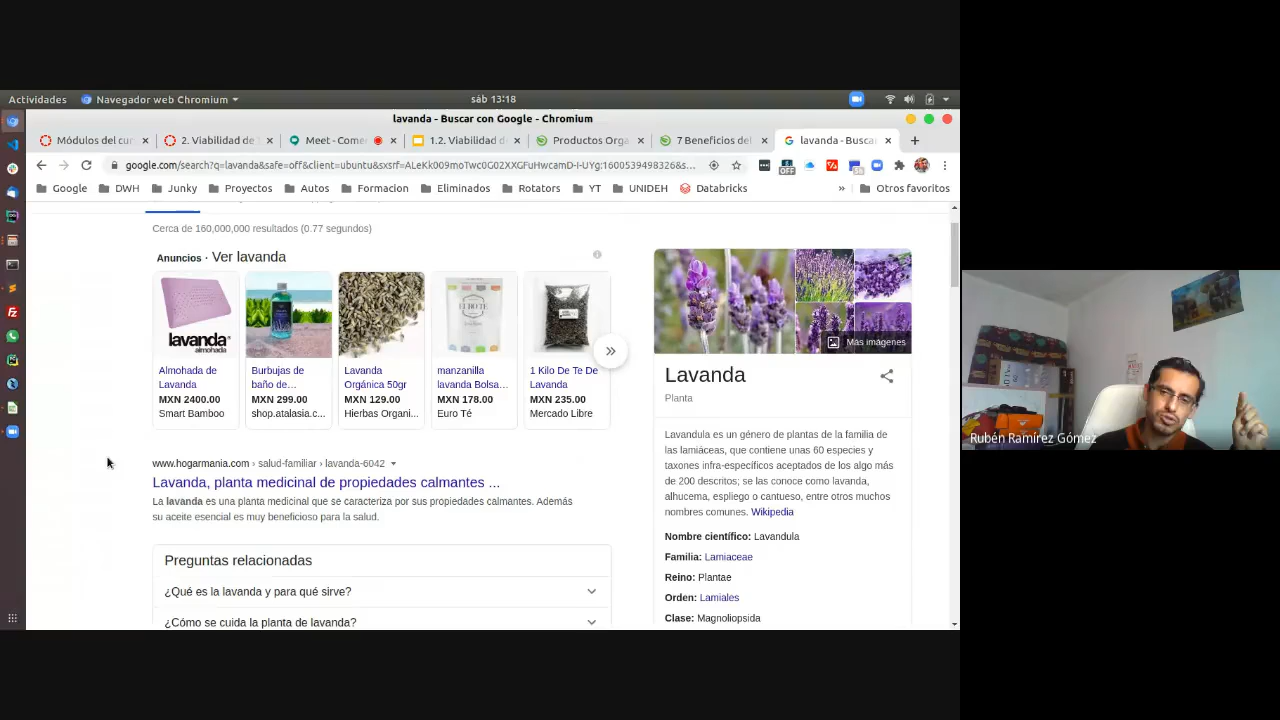 Actividades
Navegador web Chromium
sáb 13:18
lavanda - Buscar con Google - Chromium
Módulos del cur
2. Viabilidad de
Meet - Come
1.2. Viabilidad d
Productos Orga
7 Beneficios del
lavanda - Busca
google.com/search?q=lavanda&safe=off&client=ubuntu&sxsrf=ALeKk009moTwc0G02XXGFuHwcamD-I-UYg:1600539498326&s...
OFF
Google
DWH
Junky
Proyectos
Autos
Formacion
Eliminados
Rotators
YT
UNIDEH
Databricks
»
Otros favoritos
Cerca de 160,000,000 resultados (0.77 segundos)
Anuncios · Ver lavanda
lavanda
almohada
Almohada de
Lavanda
MXN 2400.00
Smart Bamboo
Burbujas de
baño de...
MXN 299.00
shop.atalasia.c...
Lavanda
Orgánica 50gr
MXN 129.00
Hierbas Organi...
manzanilla
lavanda Bolsa...
MXN 178.00
Euro Té
1 Kilo De Te De
Lavanda
MXN 235.00
Mercado Libre
www.hogarmania.com › salud-familiar › lavanda-6042
Lavanda, planta medicinal de propiedades calmantes ...
La lavanda es una planta medicinal que se caracteriza por sus propiedades calmantes. Además
su aceite esencial es muy beneficioso para la salud.
Preguntas relacionadas
¿Qué es la lavanda y para qué sirve?
¿Cómo se cuida la planta de lavanda?
Más imágenes
Lavanda
Planta
Lavandula es un género de plantas de la familia de
las lamiáceas, que contiene unas 60 especies y
taxones infra-específicos aceptados de los algo más
de 200 descritos; se las conoce como lavanda,
alhucema, espliego o cantueso, entre otros muchos
nombres comunes. Wikipedia
Nombre científico: Lavandula
Familia: Lamiaceae
Reino: Plantae
Orden: Lamiales
Clase: Magnoliopsida
Rubén Ramírez Gómez